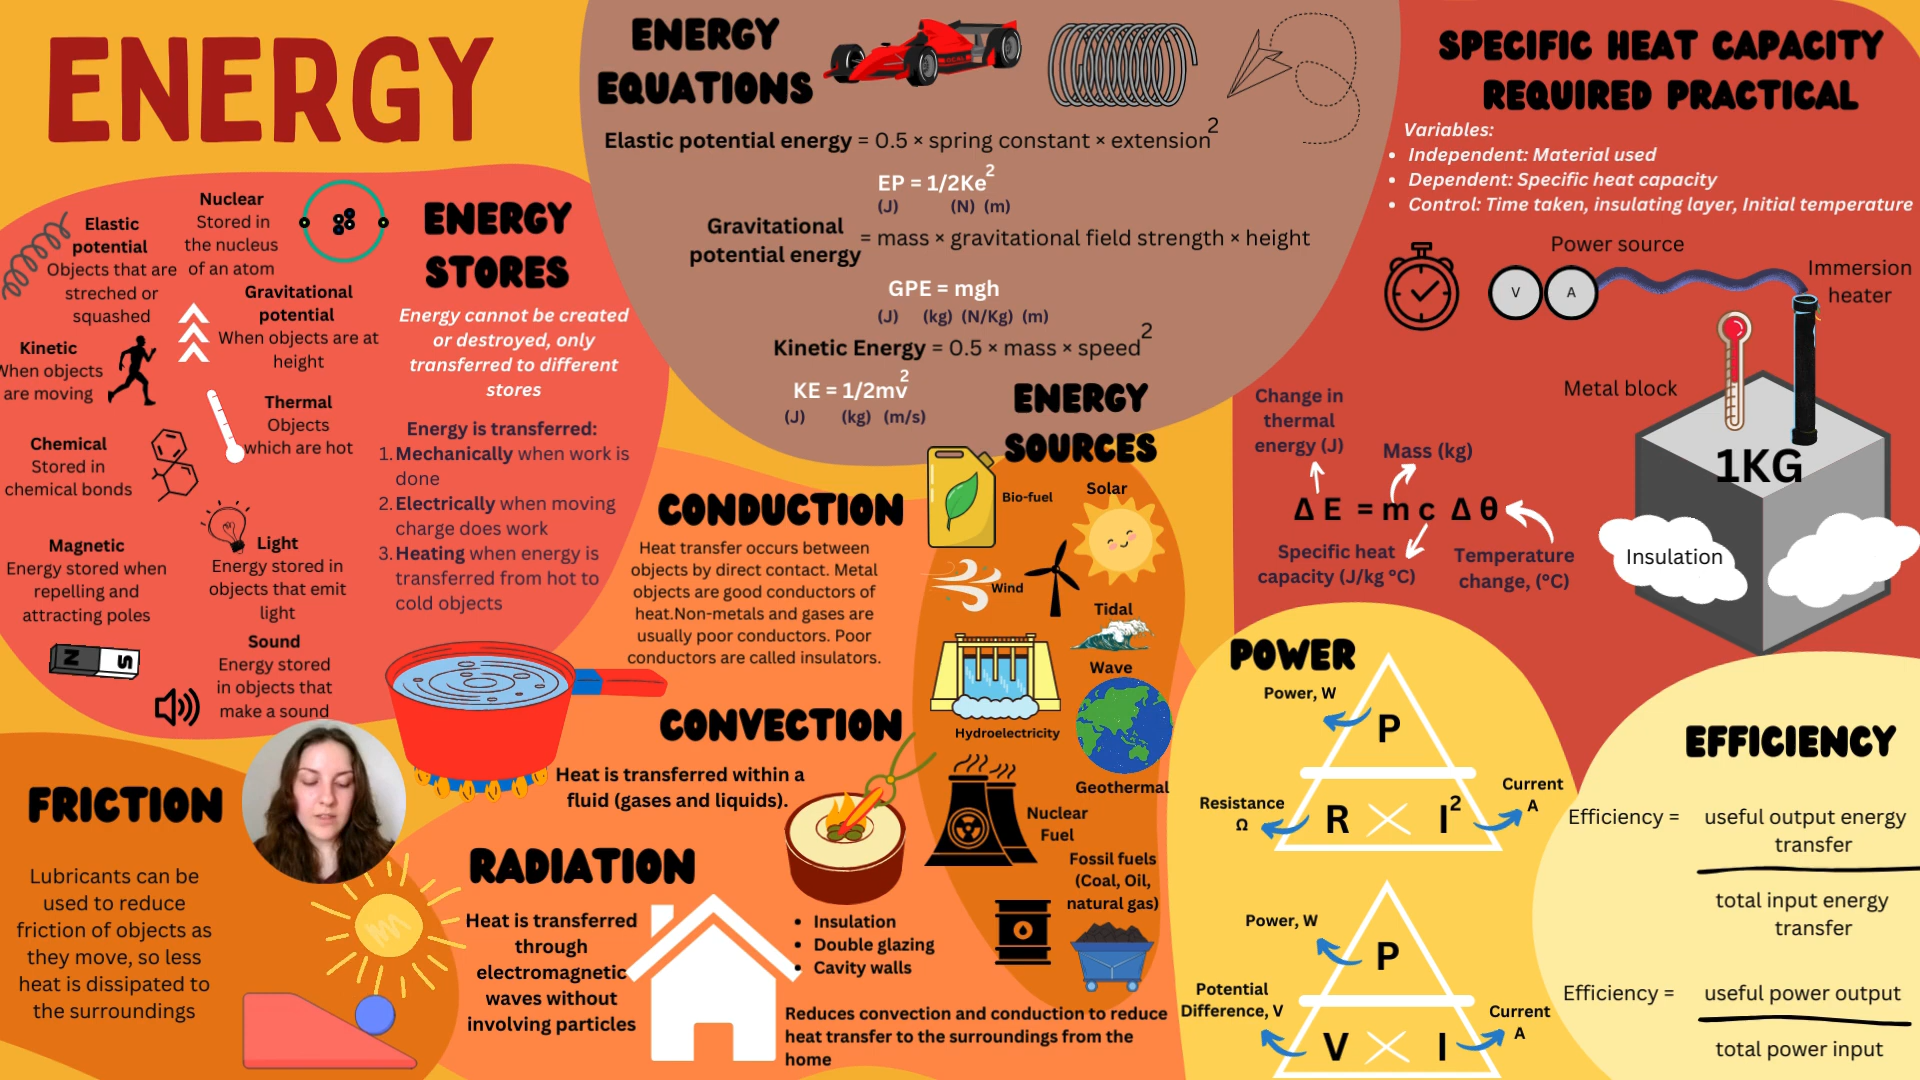 ENERGY
Nuclear
Stored in
the nucleus
of an atom
Elastic
potential
Objects that are
streched or
squashed
Gravitational
potential
When objects are at
height
Kinetic
When objects
are moving
Thermal
Objects
which are hot
Chemical
Stored in
chemical bonds
Light
Energy stored in
objects that emit
light
Magnetic
Energy stored when
repelling and
attracting poles
N S
Sound
Energy stored
in objects that
make a sound
ENERGY
STORES
Energy cannot be created
or destroyed, only
transferred to different
stores
Energy is transferred:
1. Mechanically when work is
done
2. Electrically when moving
charge does work
3. Heating when energy is
transferred from hot to
cold objects
ENERGY
EQUATIONS
Elastic potential energy = 0.5 × spring constant × extension²
EP = 1/2Ke²
(J) (N) (m)
Gravitational
potential energy = mass × gravitational field strength × height
GPE = mgh
(J) (kg) (N/Kg) (m)
Kinetic Energy = 0.5 × mass × speed²
KE = 1/2mv²
(J) (kg) (m/s)
SPECIFIC HEAT CAPACITY
REQUIRED PRACTICAL
Variables:
• Independent: Material used
• Dependent: Specific heat capacity
• Control: Time taken, insulating layer, Initial temperature
Power source
V A
Immersion
heater
Metal block
1KG
Insulation
Change in
thermal
energy (J)
Mass (kg)
Δ E = m c Δ θ
Specific heat
capacity (J/kg °C)
Temperature
change, (°C)
ENERGY
SOURCES
Bio-fuel
Solar
Wind
Tidal
Wave
Hydroelectricity
Geothermal
Nuclear
Fuel
Fossil fuels
(Coal, Oil,
natural gas)
CONDUCTION
Heat transfer occurs between
objects by direct contact. Metal
objects are good conductors of
heat.Non-metals and gases are
usually poor conductors. Poor
conductors are called insulators.
CONVECTION
Heat is transferred within a
fluid (gases and liquids).
RADIATION
Heat is transferred
through
electromagnetic
waves without
involving particles
• Insulation
• Double glazing
• Cavity walls
Reduces convection and conduction to reduce
heat transfer to the surroundings from the
home
FRICTION
Lubricants can be
used to reduce
friction of objects as
they move, so less
heat is dissipated to
the surroundings
POWER
Power, W
P
Resistance
Ω
R × I²
Current
A
Power, W
P
Potential
Difference, V
V × I
Current
A
EFFICIENCY
Efficiency = useful output energy
transfer
total input energy
transfer
Efficiency = useful power output
total power input